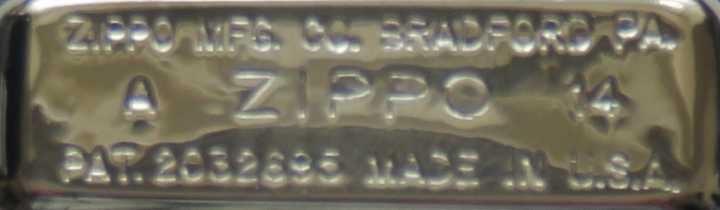 ZIPPO MFG. CO. BRADFORD PA.
A ZIPPO 14
PAT. 2032695 MADE IN U.S.A.